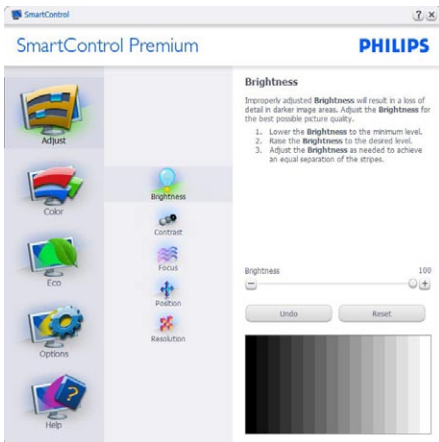 SmartControl
SmartControl Premium
PHILIPS
Adjust
Color
Eco
Options
Help
Brightness
Contrast
Focus
Position
Resolution
Brightness
Improperly adjusted Brightness will result in a loss of
detail in darker image areas. Adjust the Brightness for
the best possible picture quality.
1. Lower the Brightness to the minimum level.
2. Raise the Brightness to the desired level.
3. Adjust the Brightness as needed to achieve
an equal separation of the stripes.
Brightness 100
Undo Reset